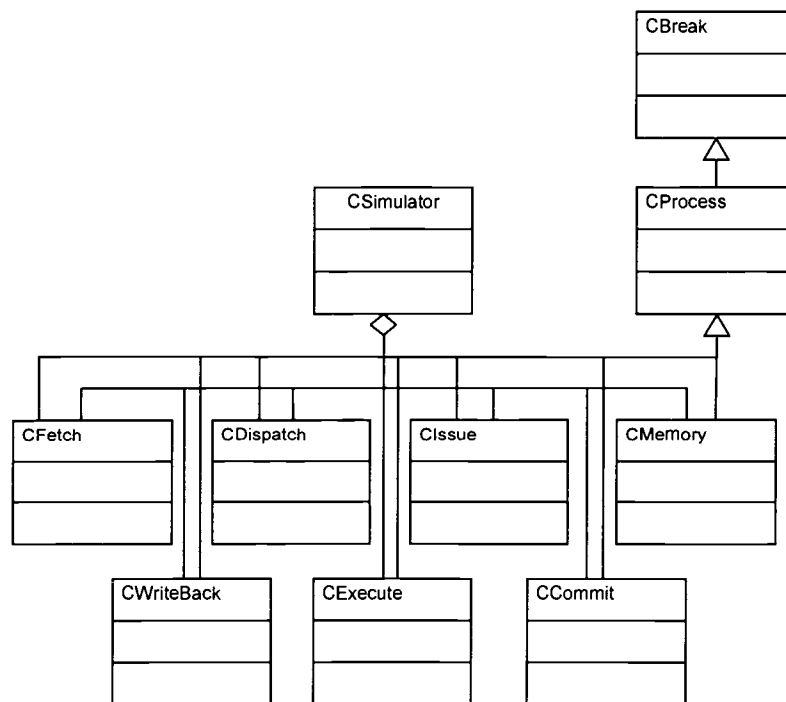 CBreak
CSimulator
CProcess
CFetch
CDispatch
CIssue
CMemory
CWriteBack
CExecute
CCommit